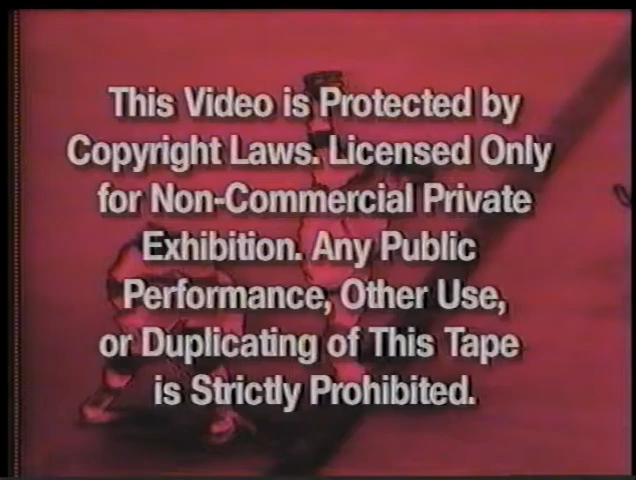 This Video is Protected by
Copyright Laws. Licensed Only
for Non-Commercial Private
Exhibition. Any Public
Performance, Other Use,
or Duplicating of This Tape
is Strictly Prohibited.